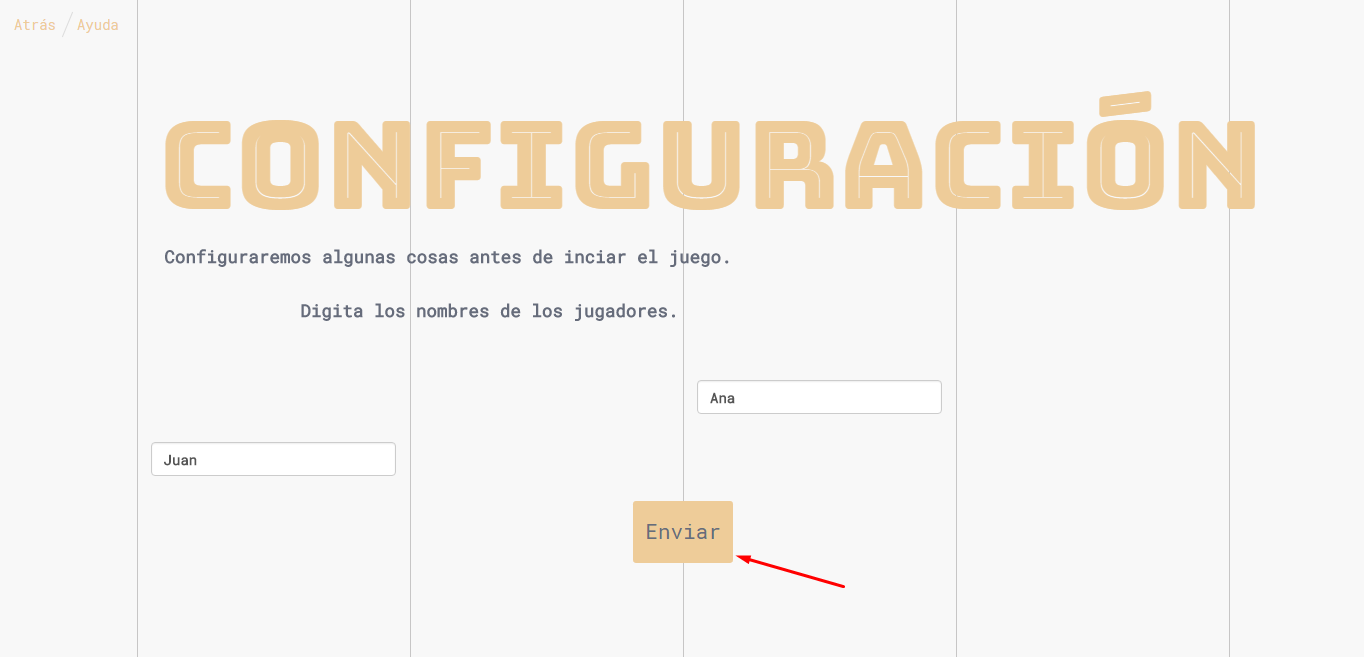 Atrás / Ayuda
CONFIGURACIÓN
Configuraremos algunas cosas antes de inciar el juego.
Digita los nombres de los jugadores.
Ana
Juan
Enviar